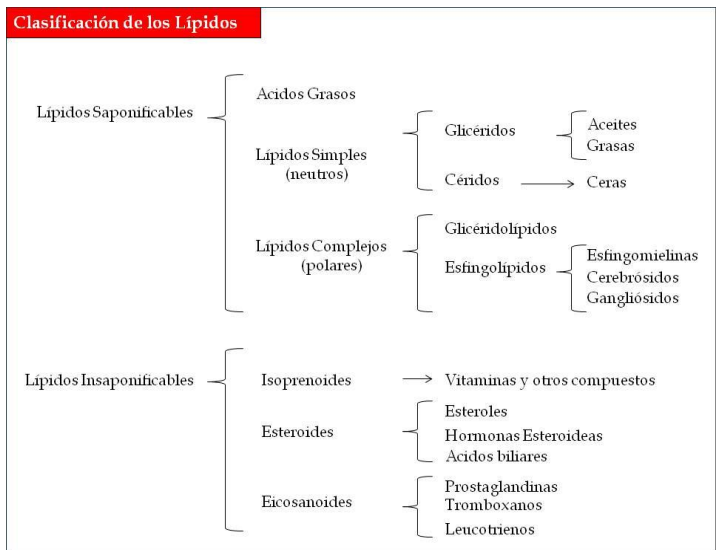 Clasificación de los Lípidos
Lípidos Saponificables
Acidos Grasos
Lípidos Simples
(neutros)
Glicéridos
Aceites
Grasas
Céridos
Ceras
Lípidos Complejos
(polares)
Glicéridolípidos
Esfingolípidos
Esfingomielinas
Cerebrósidos
Gangliósidos
Lípidos Insaponificables
Isoprenoides
Vitaminas y otros compuestos
Esteroides
Esteroles
Hormonas Esteroideas
Acidos biliares
Eicosanoides
Prostaglandinas
Tromboxanos
Leucotrienos